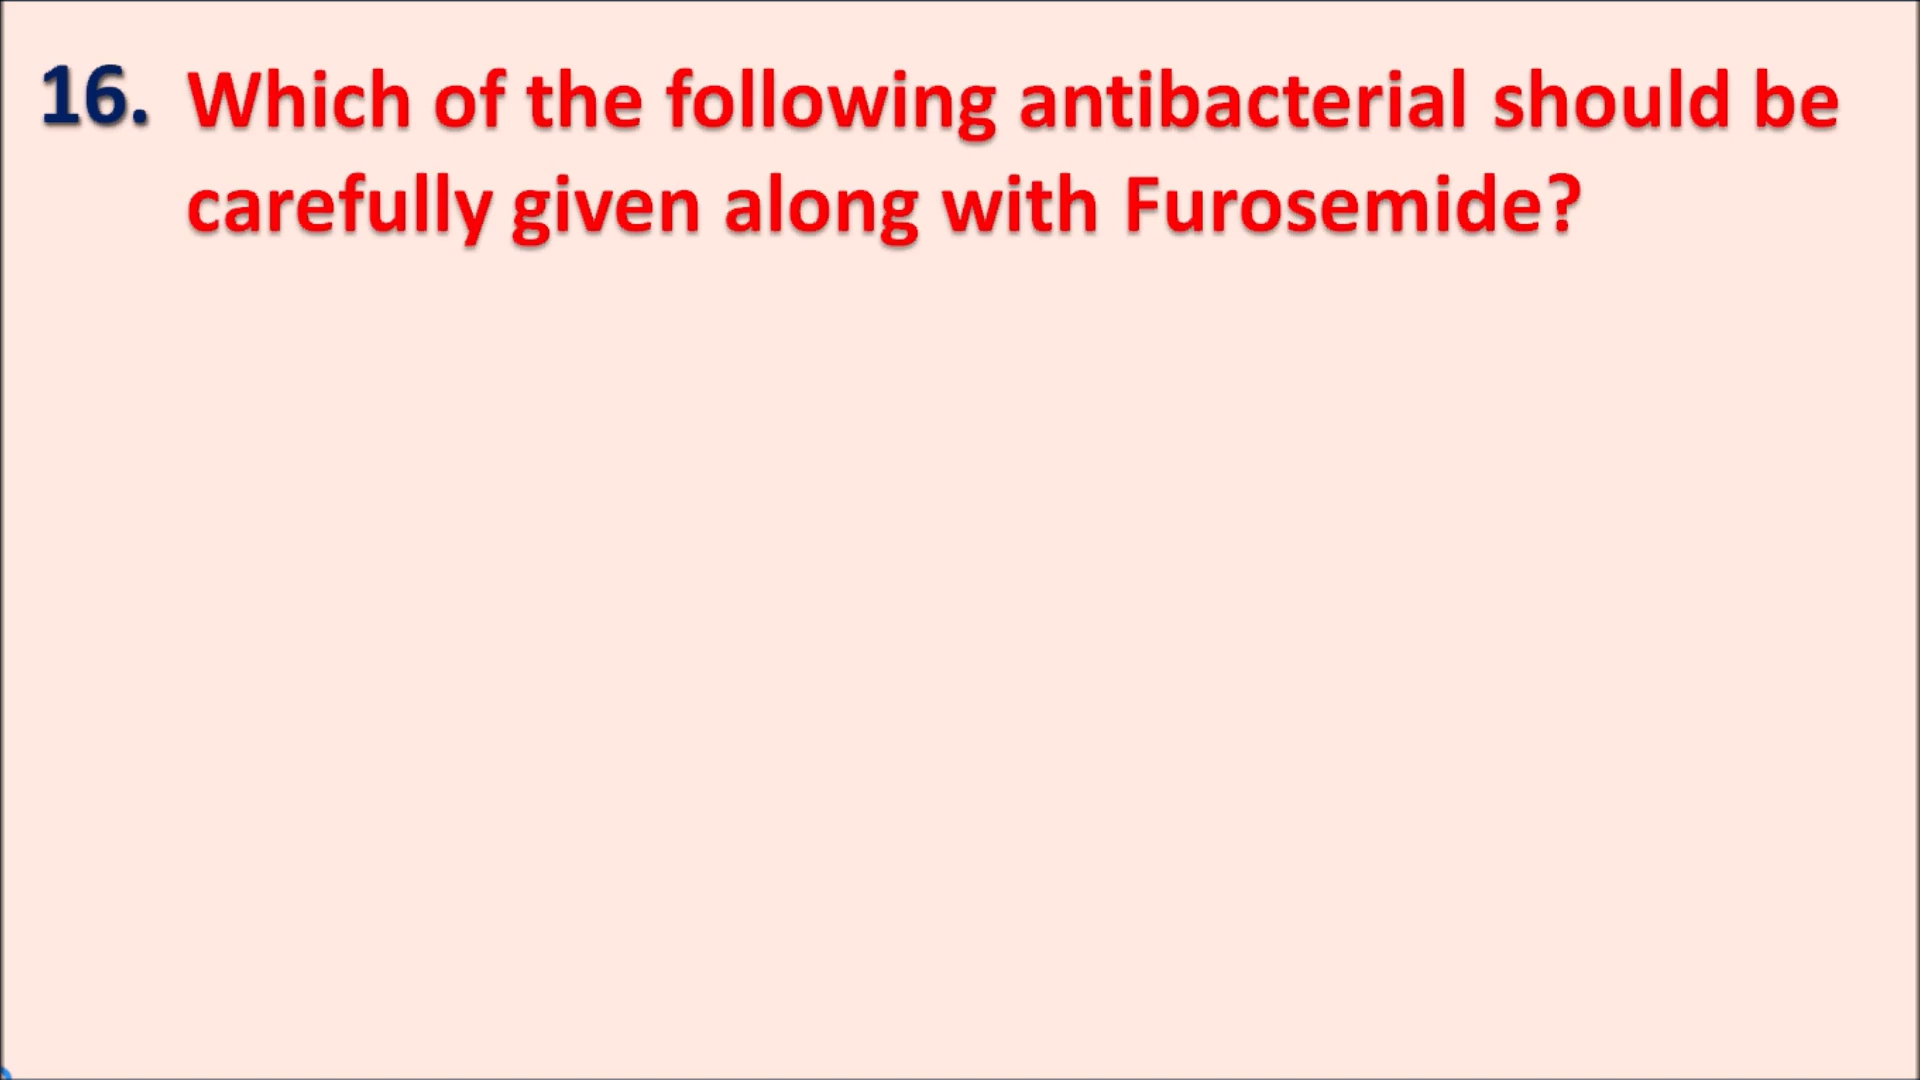 16. Which of the following antibacterial should be
carefully given along with Furosemide?